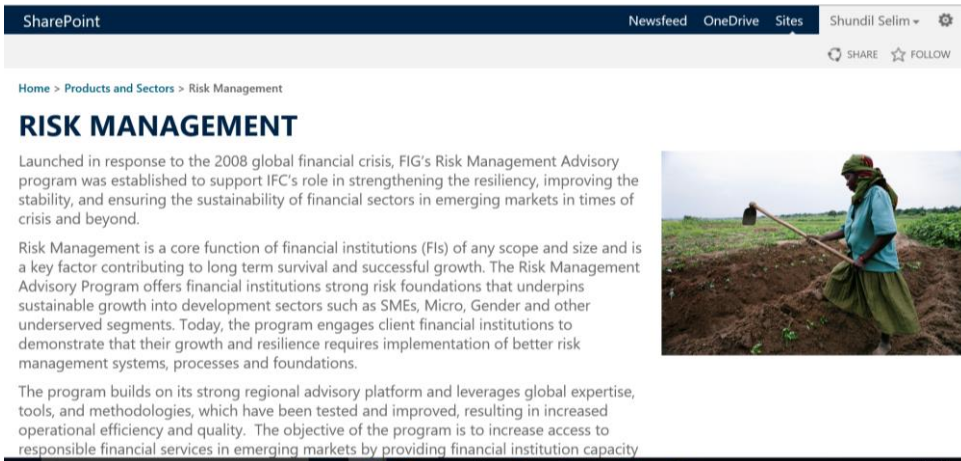 SharePoint
Newsfeed OneDrive Sites Shundil Selim
SHARE FOLLOW
Home > Products and Sectors > Risk Management
RISK MANAGEMENT
Launched in response to the 2008 global financial crisis, FIG's Risk Management Advisory
program was established to support IFC's role in strengthening the resiliency, improving the
stability, and ensuring the sustainability of financial sectors in emerging markets in times of
crisis and beyond.
Risk Management is a core function of financial institutions (FIs) of any scope and size and is
a key factor contributing to long term survival and successful growth. The Risk Management
Advisory Program offers financial institutions strong risk foundations that underpins
sustainable growth into development sectors such as SMEs, Micro, Gender and other
underserved segments. Today, the program engages client financial institutions to
demonstrate that their growth and resilience requires implementation of better risk
management systems, processes and foundations.
The program builds on its strong regional advisory platform and leverages global expertise,
tools, and methodologies, which have been tested and improved, resulting in increased
operational efficiency and quality.  The objective of the program is to increase access to
responsible financial services in emerging markets by providing financial institution capacity